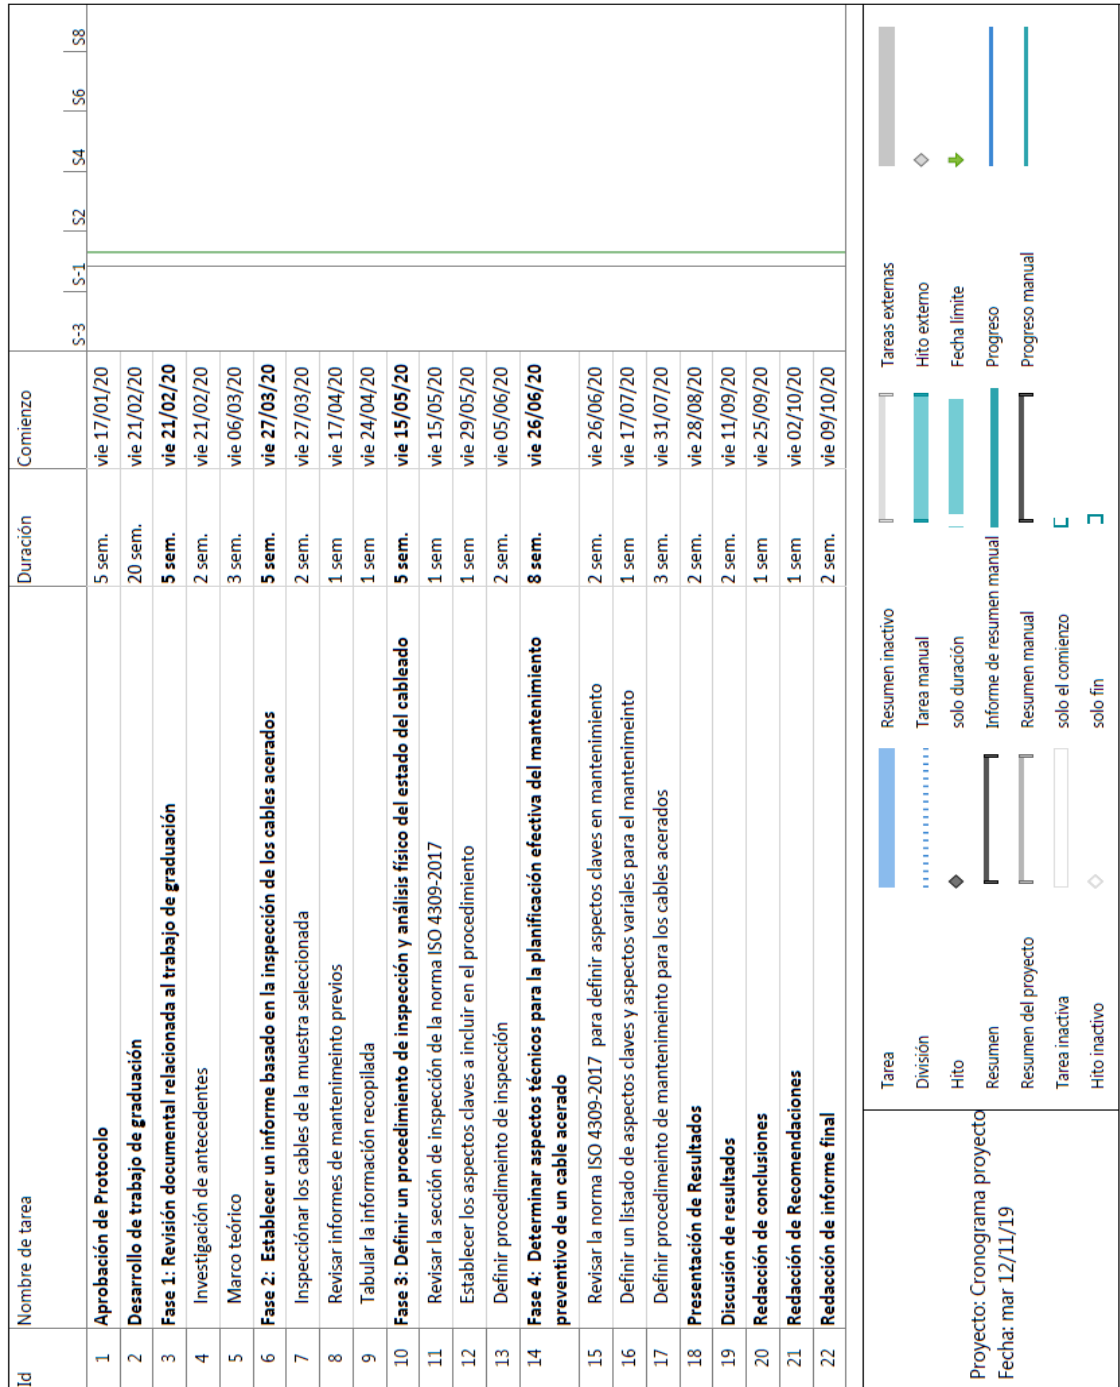 Id Nombre de tarea Duración Comienzo S-3 S-1 S2 S4 S6 S8
1 Aprobación de Protocolo 5 sem. vie 17/01/20
2 Desarrollo de trabajo de graduación 20 sem. vie 21/02/20
3 Fase 1: Revisión documental relacionada al trabajo de graduación 5 sem. vie 21/02/20
4 Investigación de antecedentes 2 sem. vie 21/02/20
5 Marco teórico 3 sem. vie 06/03/20
6 Fase 2: Establecer un informe basado en la inspección de los cables acerados 5 sem. vie 27/03/20
7 Inspecciónar los cables de la muestra seleccionada 2 sem. vie 27/03/20
8 Revisar informes de mantenimeinto previos 1 sem vie 17/04/20
9 Tabular la información recopilada 1 sem vie 24/04/20
10 Fase 3: Definir un procedimiento de inspección y análisis físico del estado del cableado 5 sem. vie 15/05/20
11 Revisar la sección de inspección de la norma ISO 4309-2017 1 sem vie 15/05/20
12 Establecer los aspectos claves a incluir en el procedimiento 1 sem vie 29/05/20
13 Definir procedimeinto de inspección 2 sem. vie 05/06/20
14 Fase 4: Determinar aspectos técnicos para la planificación efectiva del mantenimiento 8 sem. vie 26/06/20
preventivo de un cable acerado
15 Revisar la norma ISO 4309-2017 para definir aspectos claves en mantenimiento 2 sem. vie 26/06/20
16 Definir un listado de aspectos claves y aspectos variales para el mantenimeinto 1 sem vie 17/07/20
17 Definir procedimeinto de mantenimeinto para los cables acerados 3 sem. vie 31/07/20
18 Presentación de Resultados 2 sem. vie 28/08/20
19 Discusión de resultados 2 sem. vie 11/09/20
20 Redacción de conclusiones 1 sem vie 25/09/20
21 Redacción de Recomendaciones 1 sem vie 02/10/20
22 Redacción de informe final 2 sem. vie 09/10/20
Proyecto: Cronograma proyecto
Fecha: mar 12/11/19
Tarea Resumen inactivo Tareas externas
División Tarea manual Hito externo
Hito solo duración Fecha límite
Resumen Informe de resumen manual Progreso
Resumen del proyecto Resumen manual Progreso manual
Tarea inactiva solo el comienzo
Hito inactivo solo fin